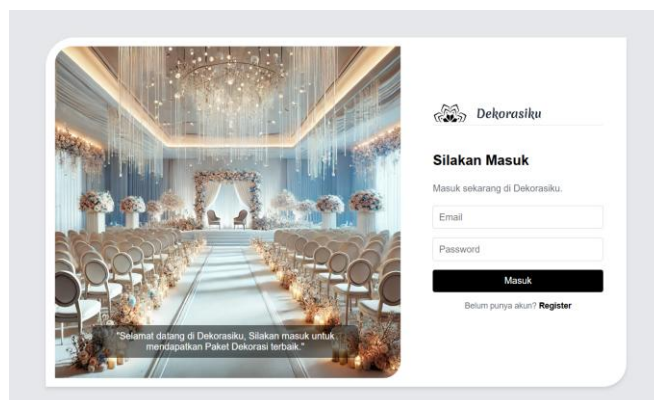 Dekorasiku
Silakan Masuk
Masuk sekarang di Dekorasiku.
Email
Password
Masuk
Belum punya akun? Register
"Selamat datang di Dekorasiku, Silakan masuk untuk
mendapatkan Paket Dekorasi terbaik."